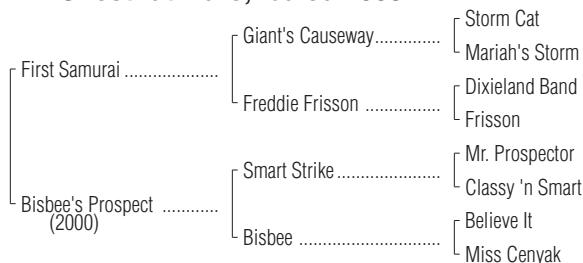 Storm Cat
Giant's Causeway..............
Mariah's Storm
First Samurai ....................
Dixieland Band
Freddie Frisson ................
Frisson
Mr. Prospector
Smart Strike......................
Classy 'n Smart
Bisbee's Prospect ............
(2000)
Believe It
Bisbee ..............................
Miss Cenyak